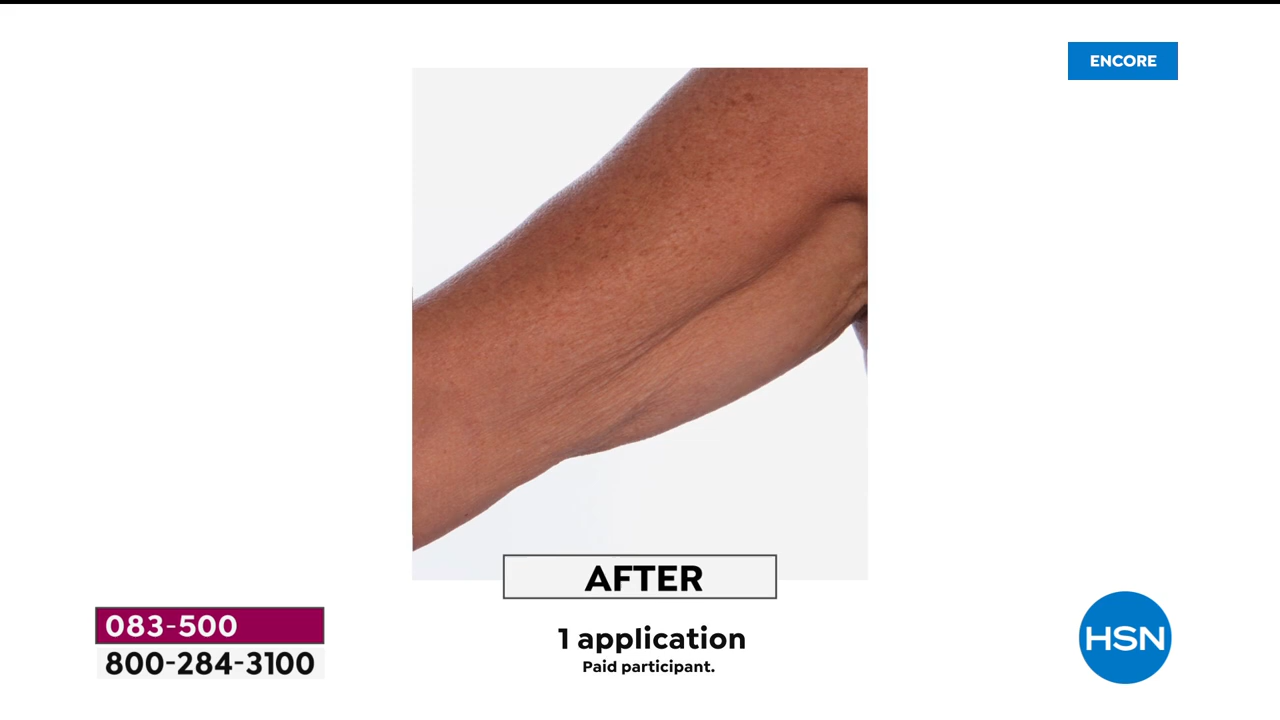 ENCORE
AFTER
1 application
Paid participant.
083-500
800-284-3100
HSN